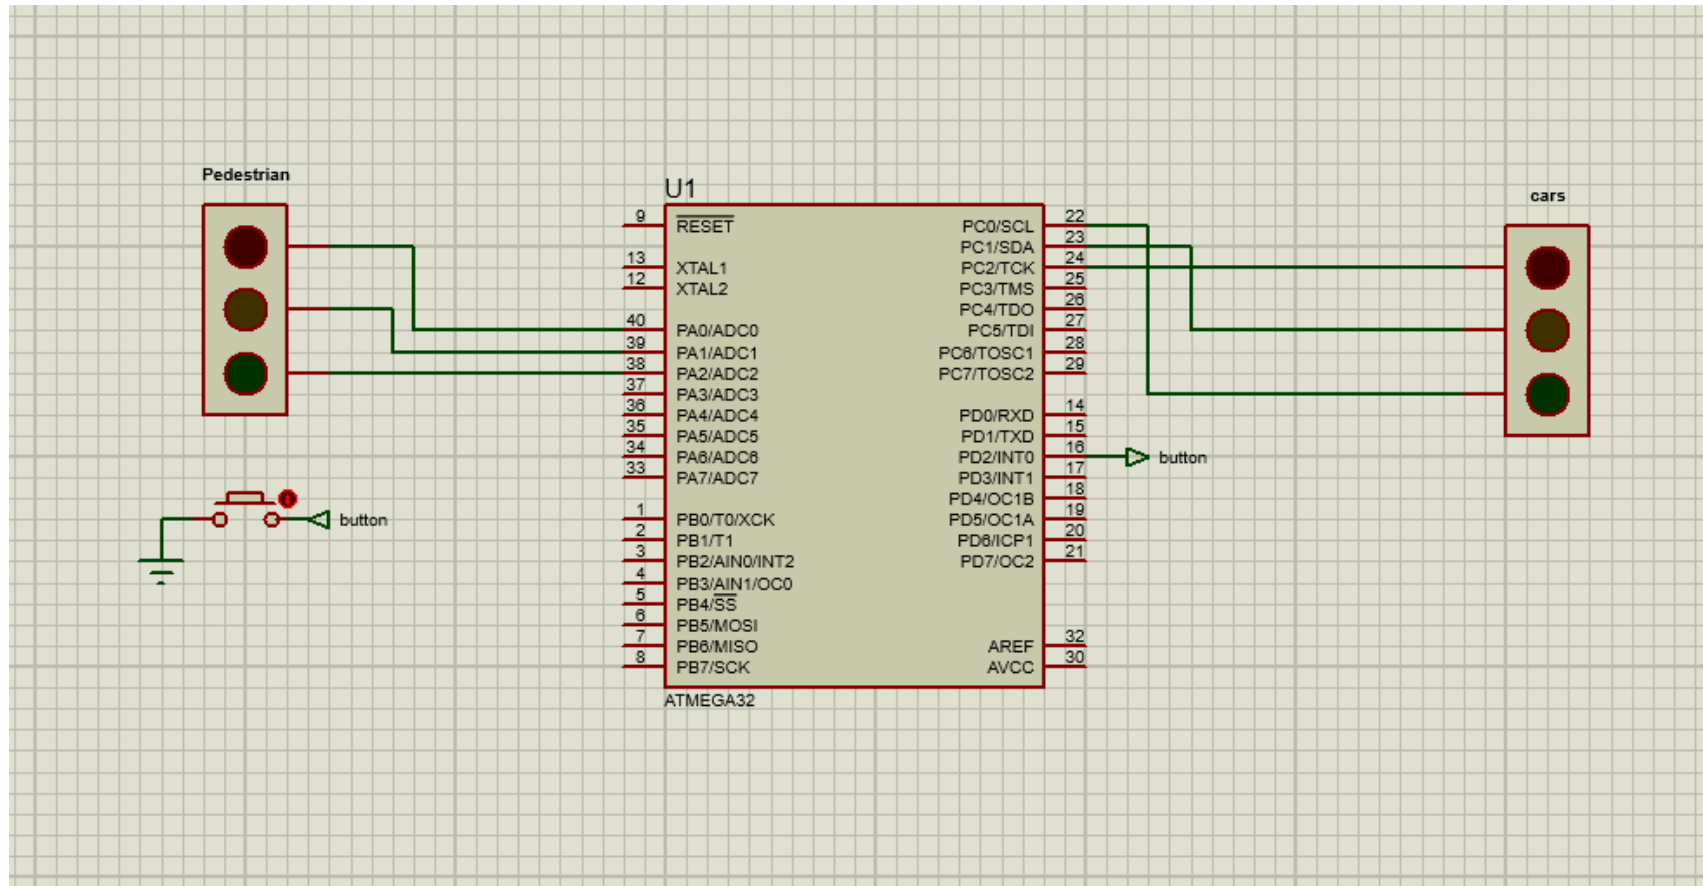 Pedestrian
button
U1
9 RESET
13 XTAL1
12 XTAL2
40 PA0/ADC0
39 PA1/ADC1
38 PA2/ADC2
37 PA3/ADC3
36 PA4/ADC4
35 PA5/ADC5
34 PA6/ADC6
33 PA7/ADC7
1 PB0/T0/XCK
2 PB1/T1
3 PB2/AIN0/INT2
4 PB3/AIN1/OC0
5 PB4/SS
6 PB5/MOSI
7 PB6/MISO
8 PB7/SCK
PC0/SCL 22
PC1/SDA 23
PC2/TCK 24
PC3/TMS 25
PC4/TDO 26
PC5/TDI 27
PC6/TOSC1 28
PC7/TOSC2 29
PD0/RXD 14
PD1/TXD 15
PD2/INT0 16
PD3/INT1 17
PD4/OC1B 18
PD5/OC1A 19
PD6/ICP1 20
PD7/OC2 21
AREF 32
AVCC 30
ATMEGA32
button
cars